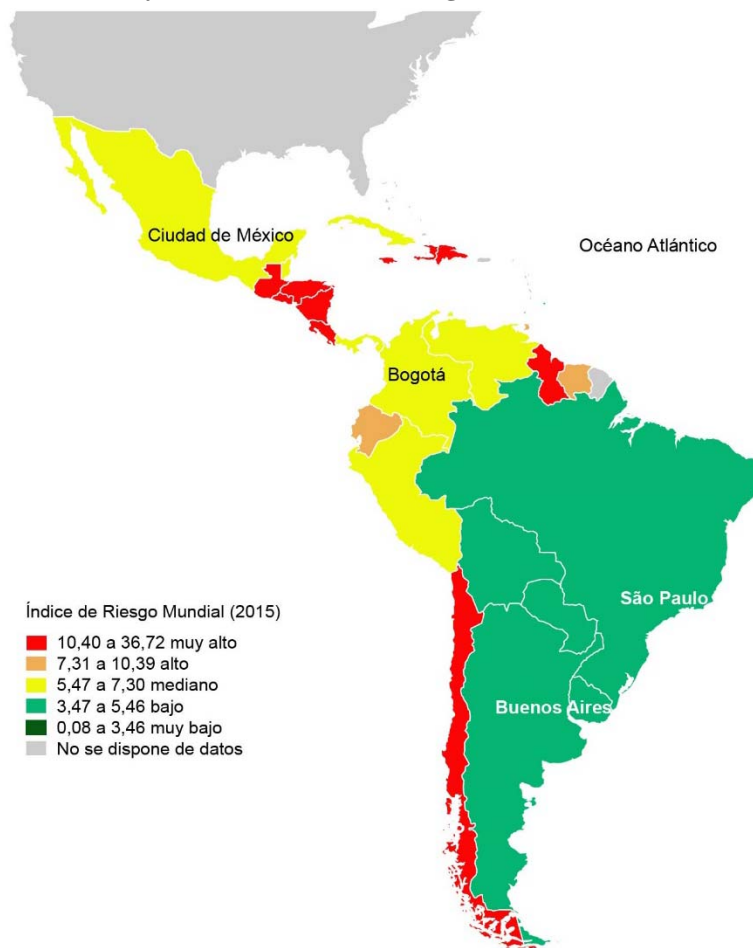 Ciudad de México
Océano Atlántico
Bogotá
São Paulo
Buenos Aires
Índice de Riesgo Mundial (2015)
10,40 a 36,72 muy alto
7,31 a 10,39 alto
5,47 a 7,30 mediano
3,47 a 5,46 bajo
0,08 a 3,46 muy bajo
No se dispone de datos